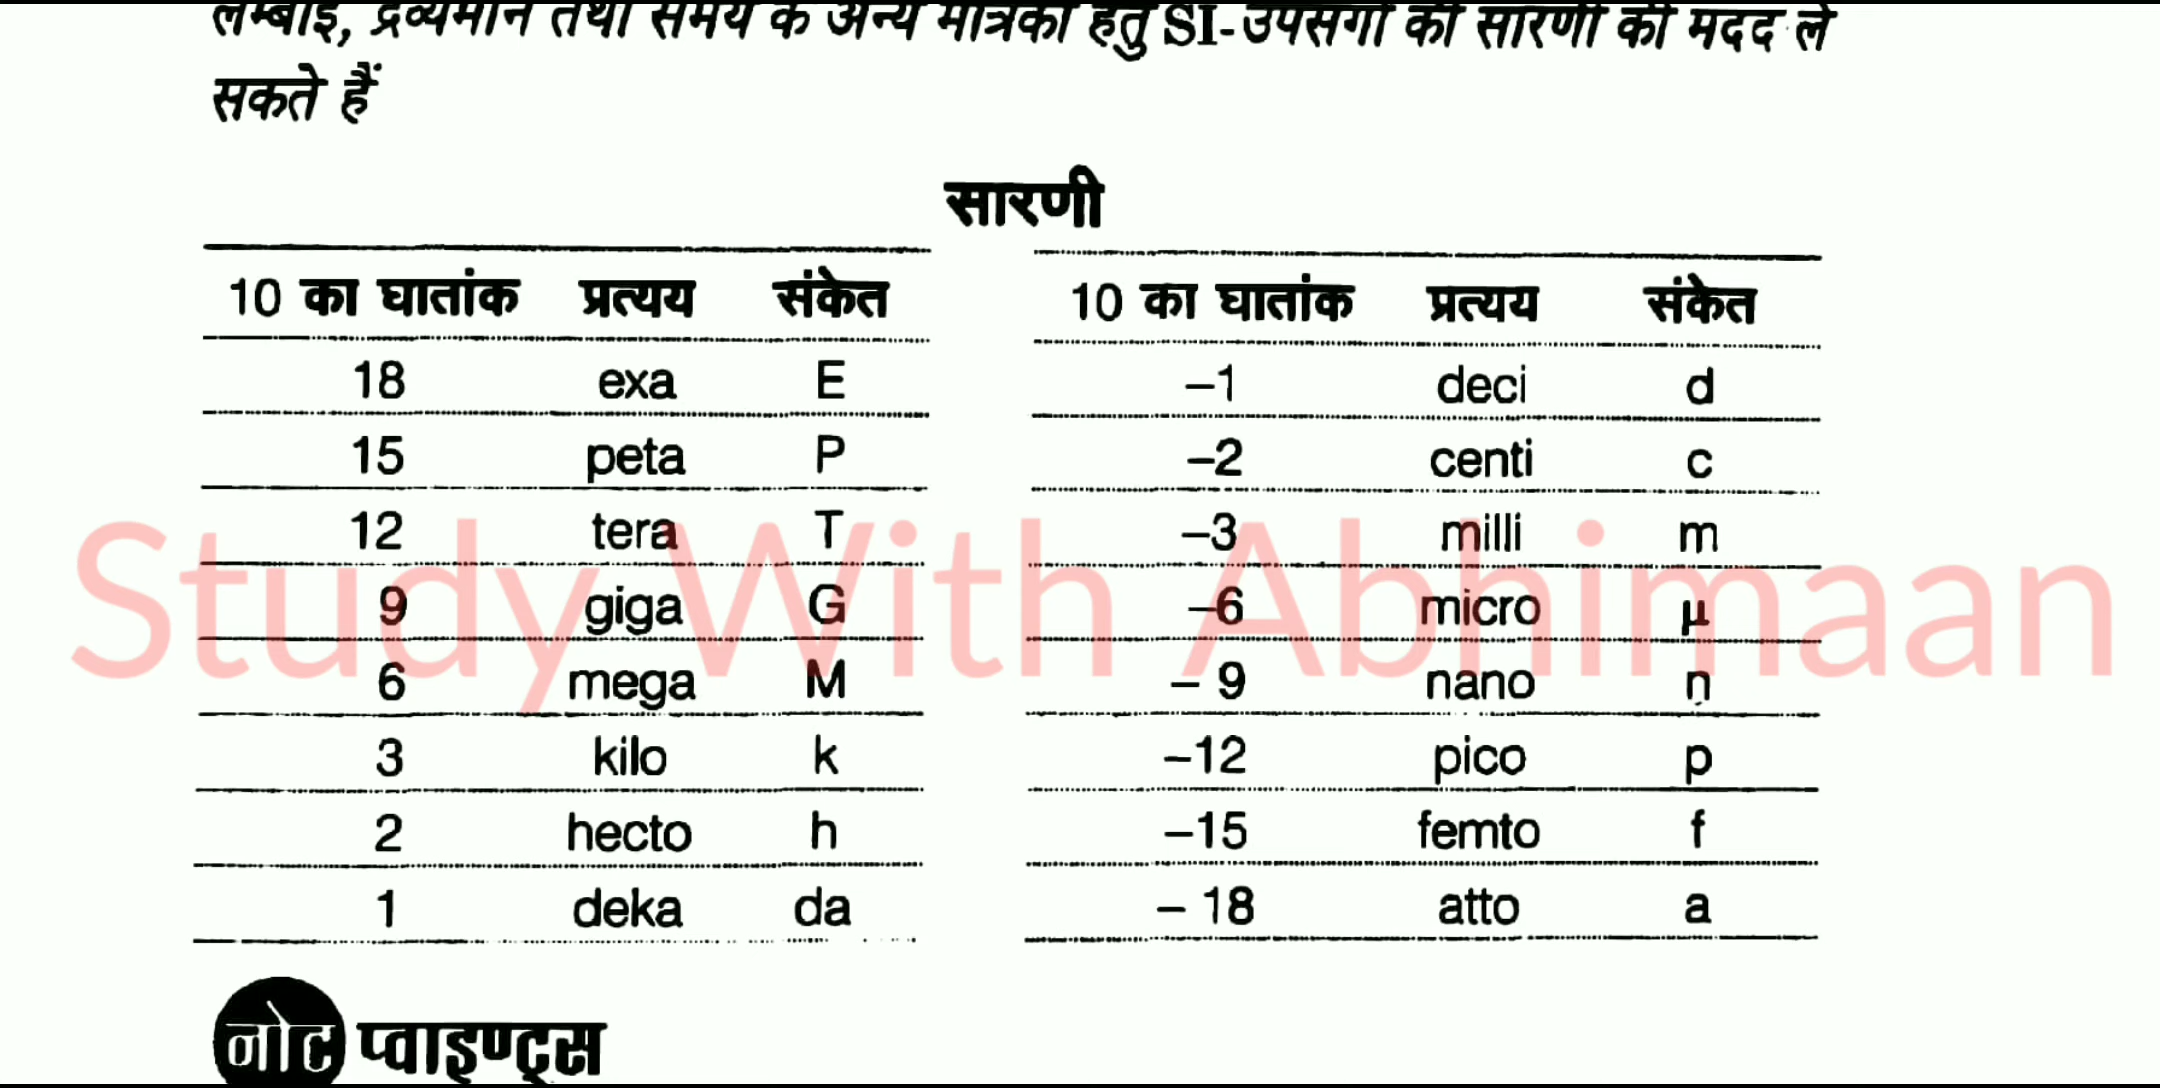 लम्बाई, द्रव्यमान तथा समय के अन्य मात्रकों हेतु SI-उपसर्गों की सारणी की मदद ले
सकते हैं
सारणी
10 का घातांक प्रत्यय संकेत 10 का घातांक प्रत्यय संकेत
18 exa E –1 deci d
15 peta P –2 centi c
12 tera T –3 milli m
9 giga G –6 micro μ
6 mega M – 9 nano n
3 kilo k –12 pico p
2 hecto h –15 femto f
1 deka da – 18 atto a
Study With Abhimaan
नोट प्वाइण्ट्स